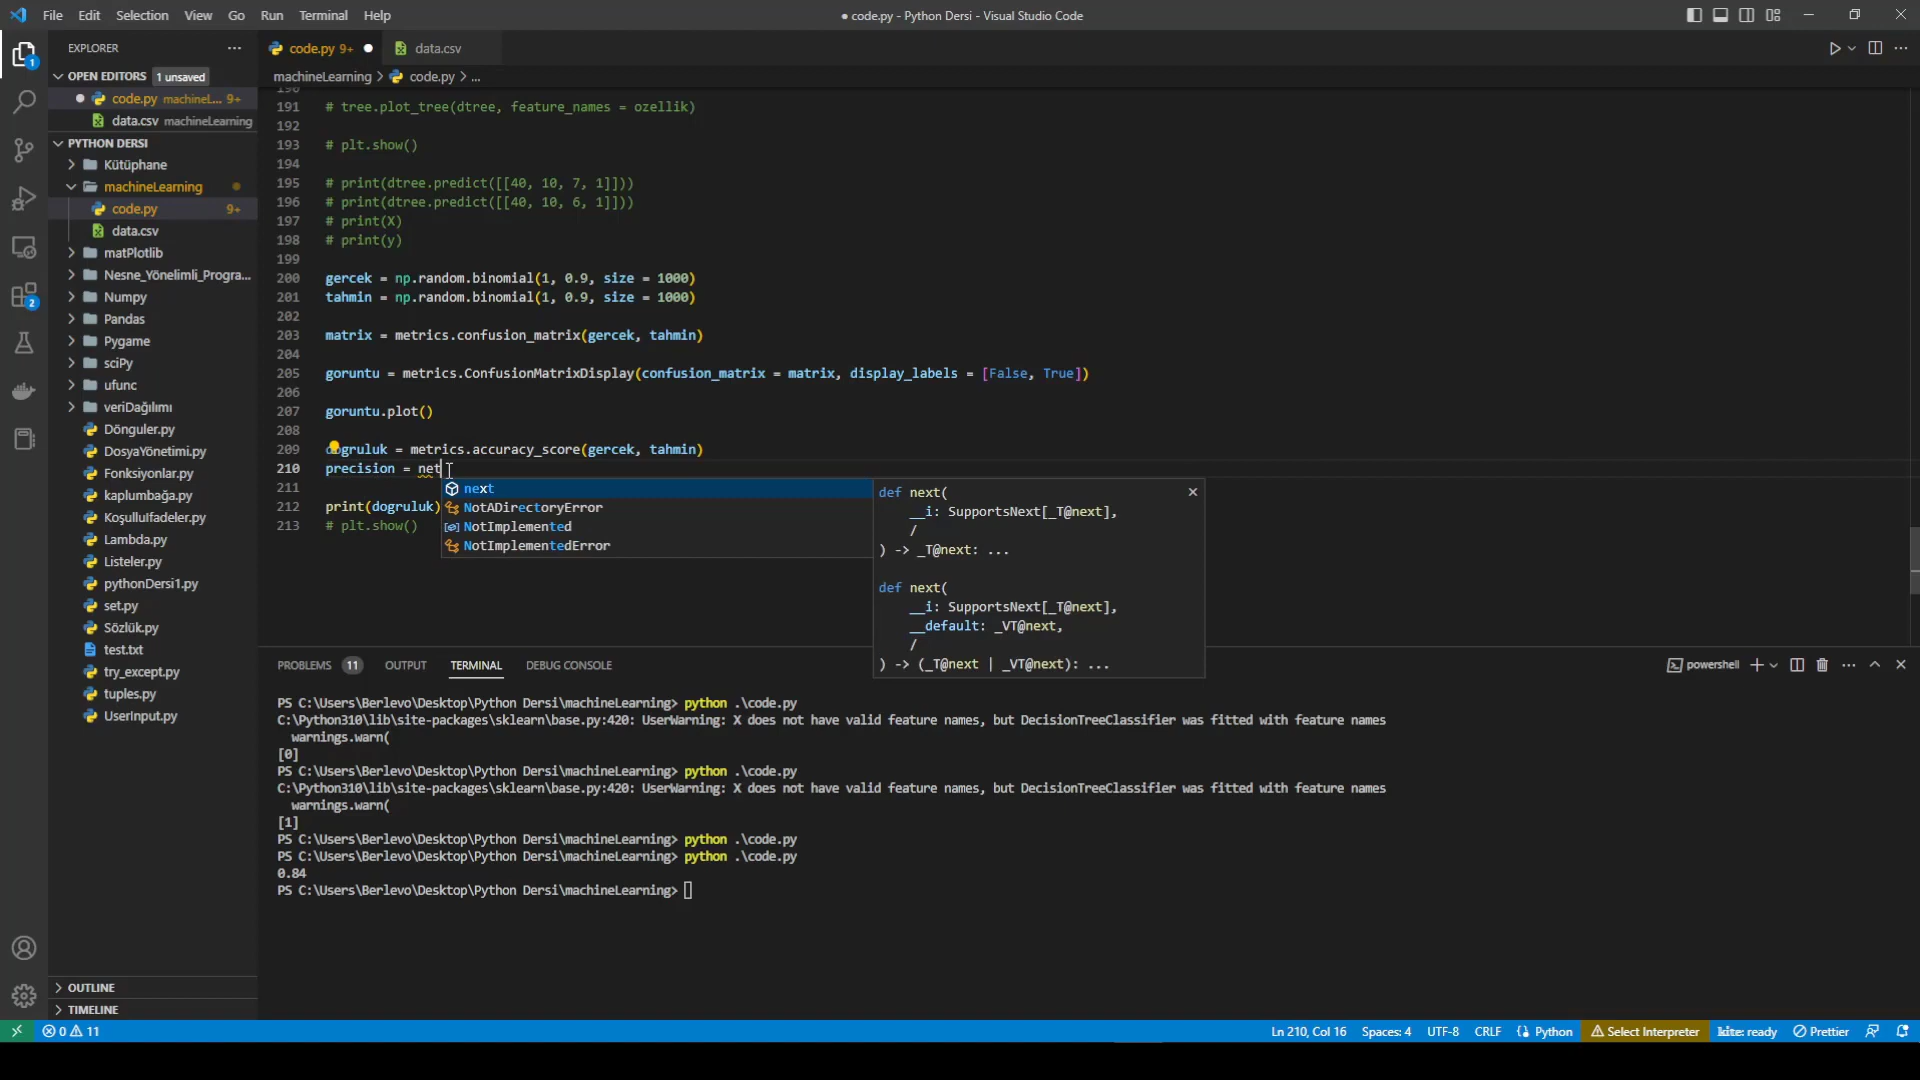 File Edit Selection View Go Run Terminal Help
● code.py - Python Dersi - Visual Studio Code
EXPLORER
OPEN EDITORS 1 unsaved
code.py machineL... 9+
data.csv machineLearning
PYTHON DERSI
Kütüphane
machineLearning
code.py 9+
data.csv
matPlotlib
Nesne_Yönelimli_Progra...
Numpy
Pandas
Pygame
sciPy
ufunc
veriDağılımı
Dönguler.py
DosyaYönetimi.py
Fonksiyonlar.py
kaplumbağa.py
KoşulluIfadeler.py
Lambda.py
Listeler.py
pythonDersi1.py
set.py
Sözlük.py
test.txt
try_except.py
tuples.py
UserInput.py
OUTLINE
TIMELINE
1
2
code.py 9+ ●
data.csv
machineLearning > code.py > ...
190
191 # tree.plot_tree(dtree, feature_names = ozellik)
192
193 # plt.show()
194
195 # print(dtree.predict([[40, 10, 7, 1]]))
196 # print(dtree.predict([[40, 10, 6, 1]]))
197 # print(X)
198 # print(y)
199
200 gercek = np.random.binomial(1, 0.9, size = 1000)
201 tahmin = np.random.binomial(1, 0.9, size = 1000)
202
203 matrix = metrics.confusion_matrix(gercek, tahmin)
204
205 goruntu = metrics.ConfusionMatrixDisplay(confusion_matrix = matrix, display_labels = [False, True])
206
207 goruntu.plot()
208
209 dogruluk = metrics.accuracy_score(gercek, tahmin)
210 precision = net
211
212 print(dogruluk)
213 # plt.show()
next
NotADirectoryError
NotImplemented
NotImplementedError
def next(
__i: SupportsNext[_T@next],
/
) -> _T@next: ...
def next(
__i: SupportsNext[_T@next],
__default: _VT@next,
/
) -> (_T@next | _VT@next): ...
PROBLEMS 11 OUTPUT TERMINAL DEBUG CONSOLE
powershell
PS C:\Users\Berlevo\Desktop\Python Dersi\machineLearning> python .\code.py
C:\Python310\lib\site-packages\sklearn\base.py:420: UserWarning: X does not have valid feature names, but DecisionTreeClassifier was fitted with feature names
warnings.warn(
[0]
PS C:\Users\Berlevo\Desktop\Python Dersi\machineLearning> python .\code.py
C:\Python310\lib\site-packages\sklearn\base.py:420: UserWarning: X does not have valid feature names, but DecisionTreeClassifier was fitted with feature names
warnings.warn(
[1]
PS C:\Users\Berlevo\Desktop\Python Dersi\machineLearning> python .\code.py
PS C:\Users\Berlevo\Desktop\Python Dersi\machineLearning> python .\code.py
0.84
PS C:\Users\Berlevo\Desktop\Python Dersi\machineLearning>
0 11
Ln 210, Col 16 Spaces: 4 UTF-8 CRLF Python Select Interpreter kite: ready Prettier